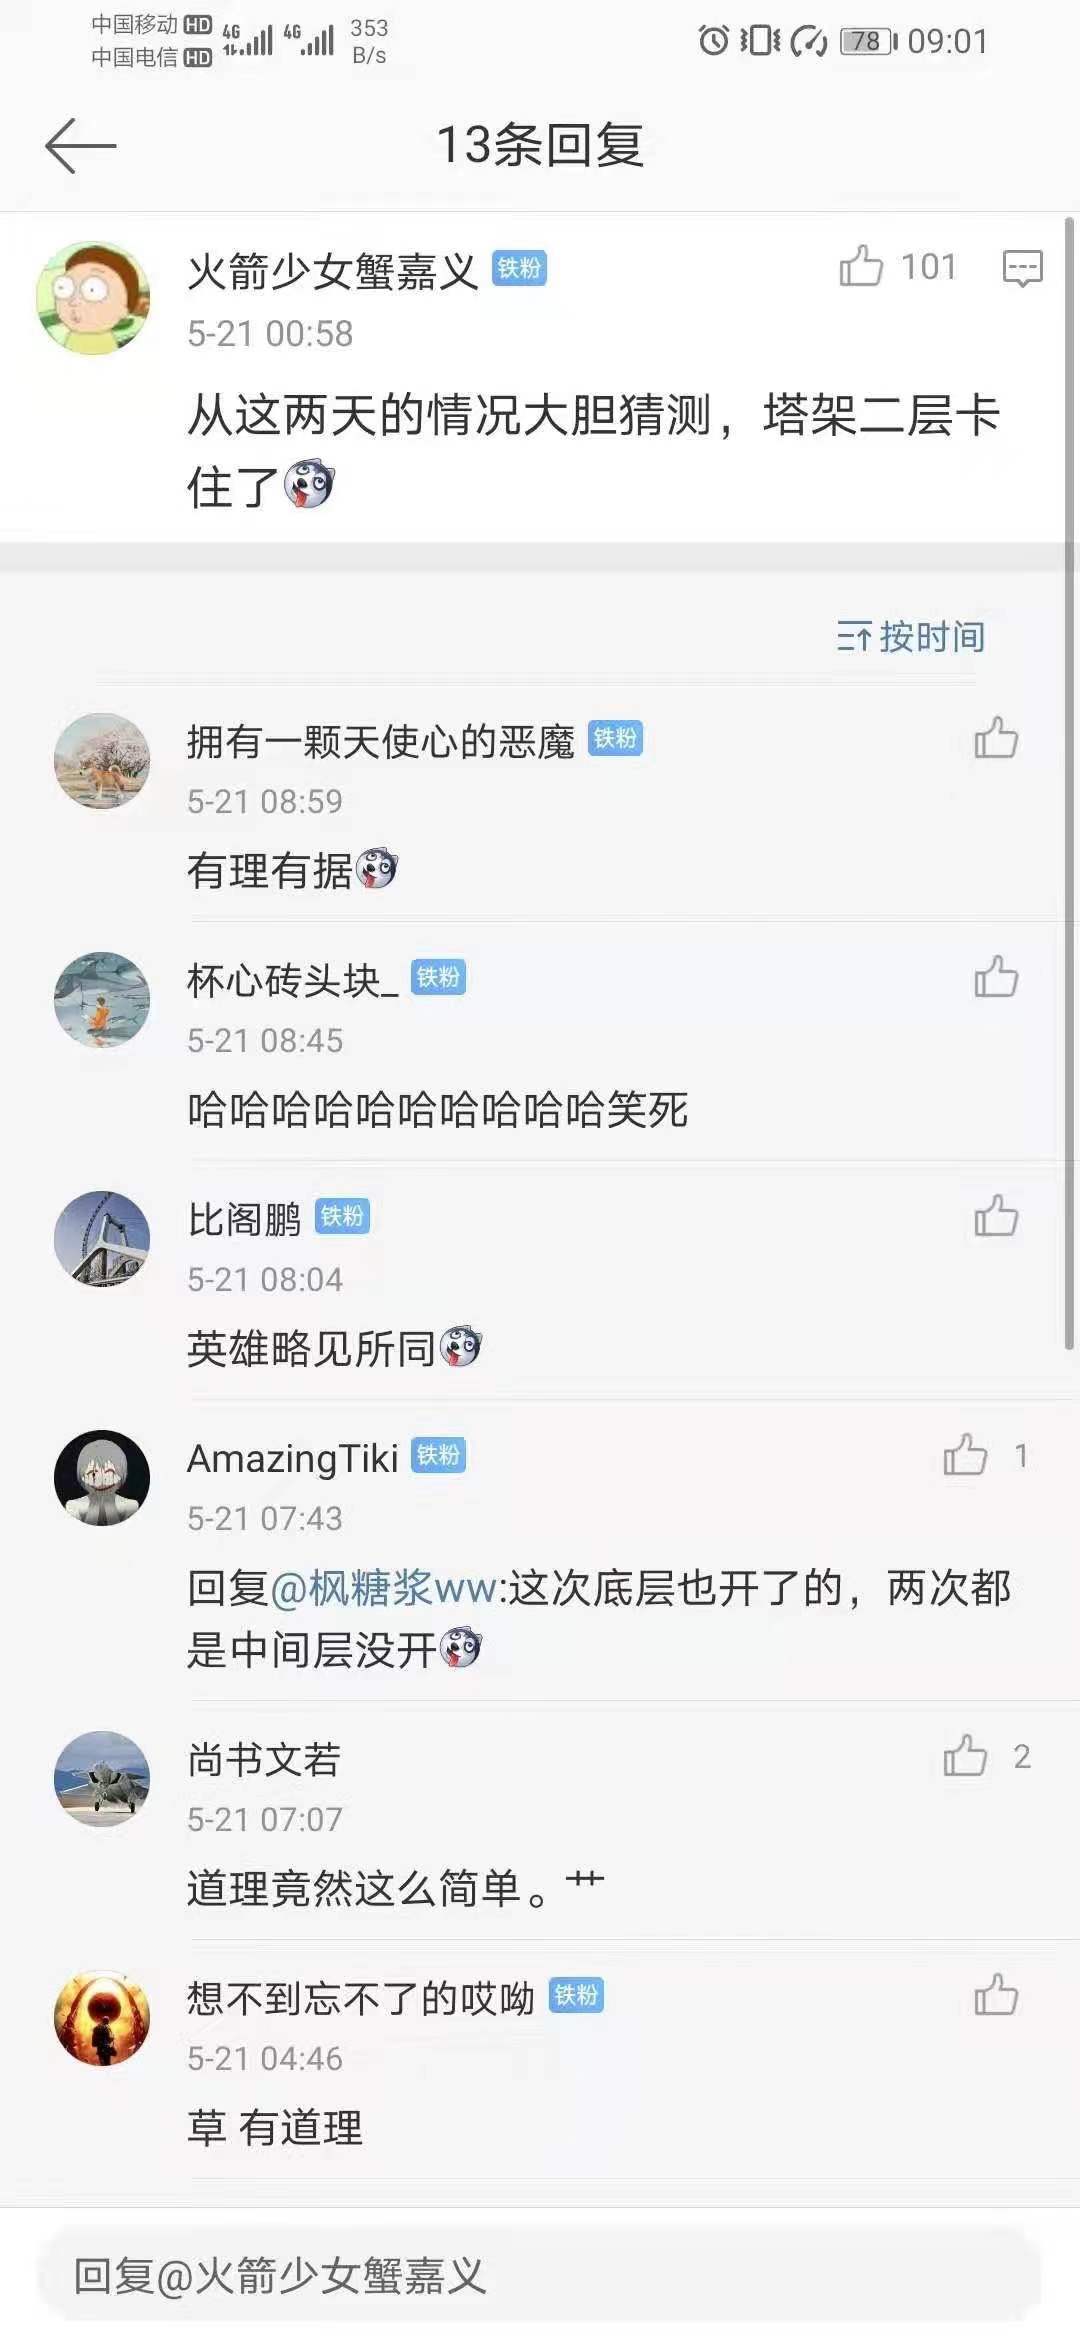 中国移动 HD 4G 4G 353 B/s
中国电信 HD
78 09:01
13条回复
火箭少女蟹嘉义 铁粉 101
5-21 00:58
从这两天的情况大胆猜测，塔架二层卡
住了
按时间
拥有一颗天使心的恶魔 铁粉
5-21 08:59
有理有据
杯心砖头块_ 铁粉
5-21 08:45
哈哈哈哈哈哈哈哈哈哈笑死
比阁鹏 铁粉
5-21 08:04
英雄略见所同
AmazingTiki 铁粉 1
5-21 07:43
回复@枫糖浆ww:这次底层也开了的，两次都
是中间层没开
尚书文若 2
5-21 07:07
道理竟然这么简单。艹
想不到忘不了的哎呦 铁粉
5-21 04:46
草 有道理
回复@火箭少女蟹嘉义